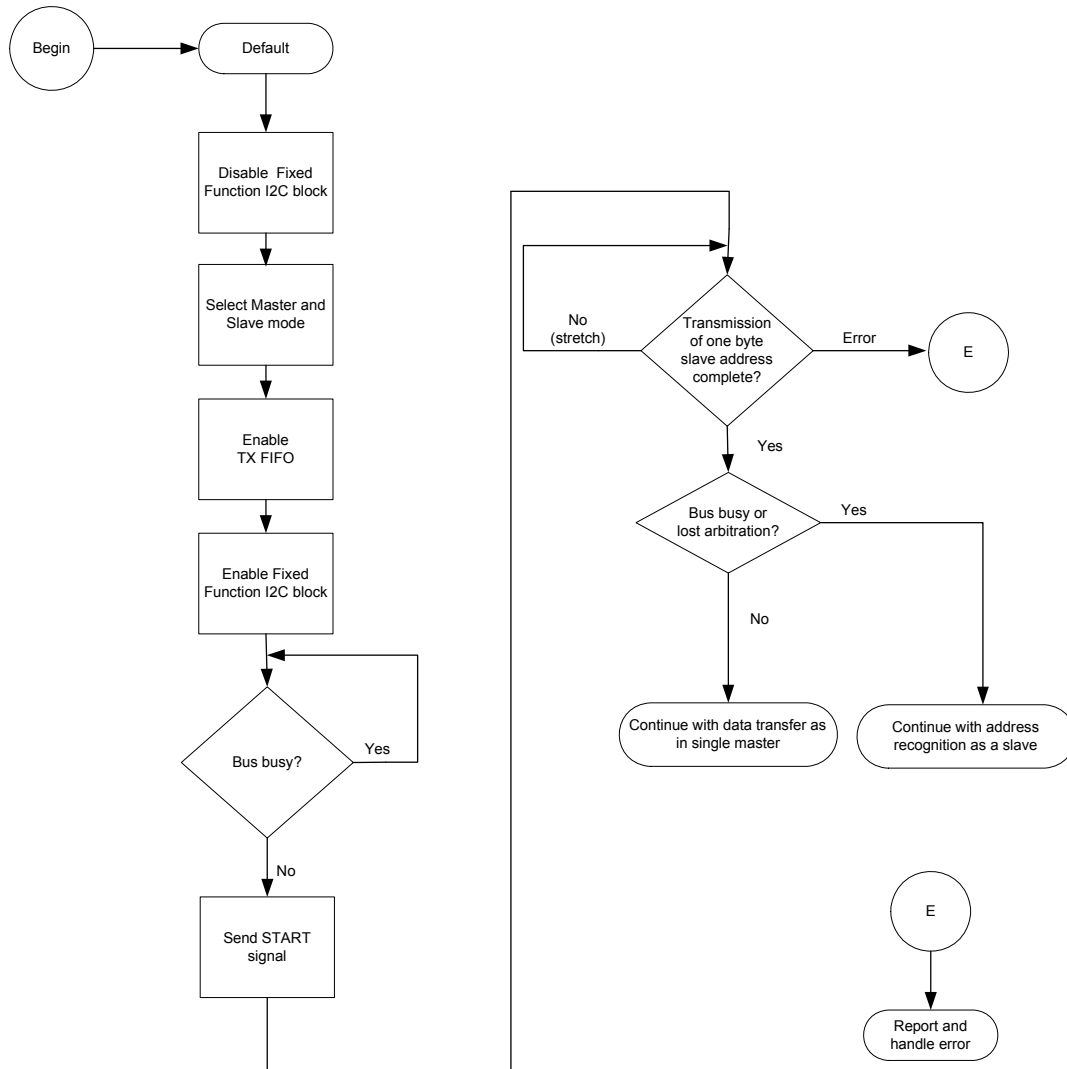 Begin
Default
Disable  Fixed
Function I2C block
Select Master and
Slave mode
Enable
TX FIFO
Enable Fixed
Function I2C block
Bus busy?
Yes
No
Send START
signal
No
(stretch)
Transmission
of one byte
slave address
complete?
Error
E
Yes
Bus busy or
lost arbitration?
Yes
No
Continue with data transfer as
in single master
Continue with address
recognition as a slave
E
Report and
handle error